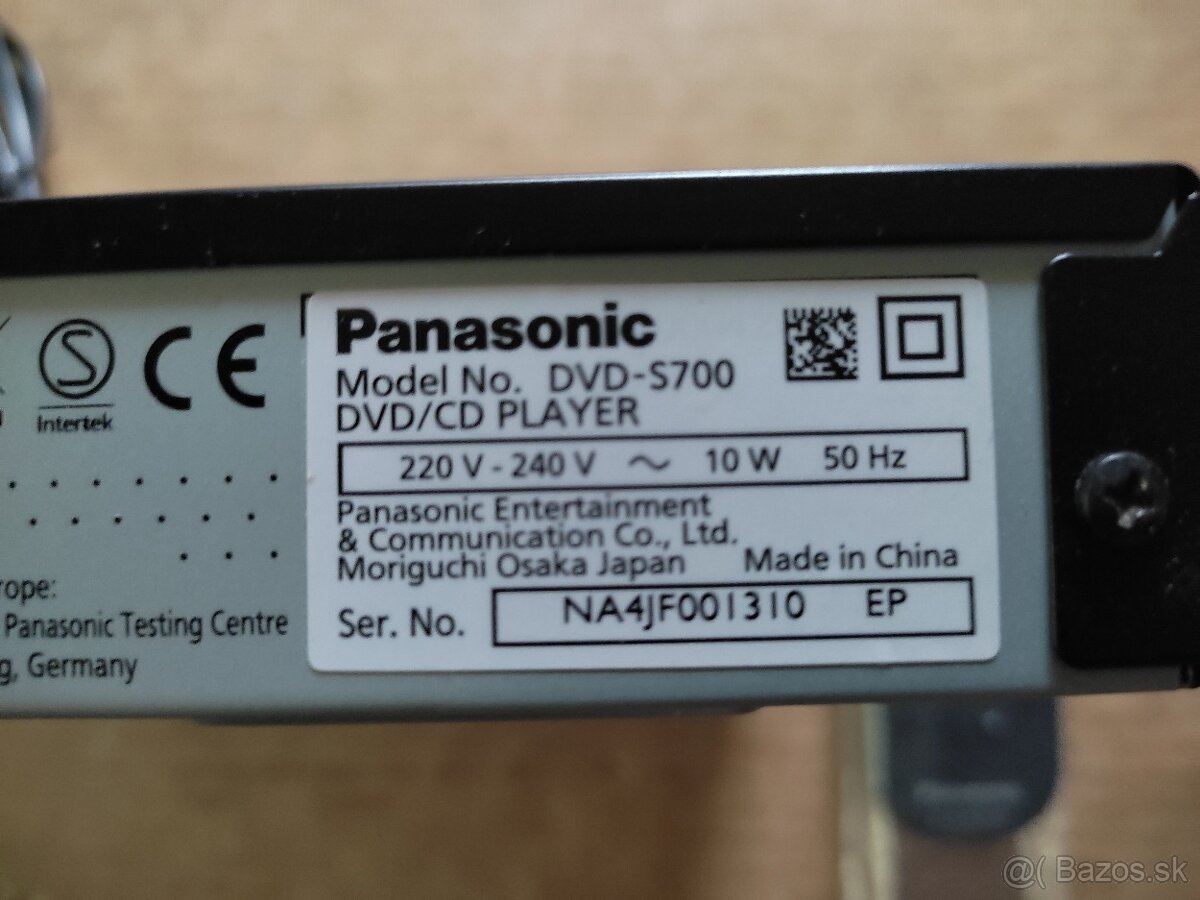 Panasonic
Model No. DVD-S700
DVD/CD PLAYER
220 V - 240 V ~ 10 W 50 Hz
Panasonic Entertainment
& Communication Co., Ltd.
Moriguchi Osaka Japan Made in China
Ser. No. NA4JF001310 EP
S
Intertek
CE
rope:
Panasonic Testing Centre
g, Germany
@( Bazos.sk